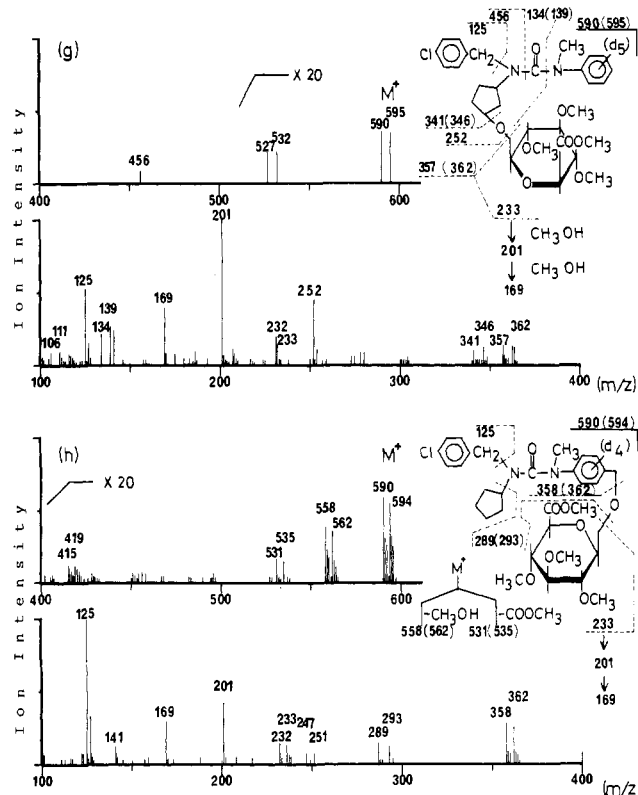 (g)
X 20
M+
590
595
527
532
456
500
600
456
134(139)
590(595)
125
Cl
CH2
O
N
C
N
CH3
(d5)
341(346)
O
252
357(362)
OCH3
COOCH3
OCH3
OCH3
O
233
CH3OH
201
CH3OH
169
Ion Intensity
201
125
169
252
139
134
111
106
232
233
341
346
357
362
100
200
300
400
(m/z)
(h)
X 20
M+
590
594
558
562
531
535
419
415
500
600
590(594)
125
Cl
CH2
O
N
C
N
CH3
(d4)
358(362)
COOCH3
O
O
289(293)
OCH3
CH3O
OCH3
M+
-CH3OH
-COOCH3
558(562)
531(535)
233
201
169
Ion Intensity
125
141
169
201
233
232
247
251
289
293
358
362
100
200
300
400
(m/z)